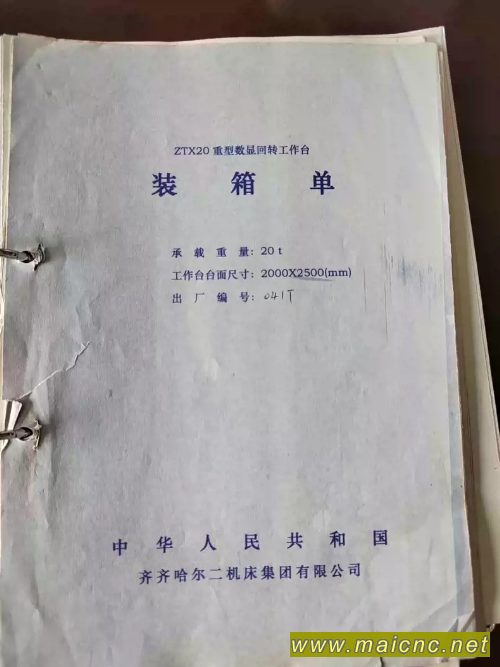 ZTX20 重型数显回转工作台
装箱单
承载重量：20 t
工作台台面尺寸：2000X2500(mm)
出厂编号：041T
中华人民共和国
齐齐哈尔二机床集团有限公司
www.maicnc.net